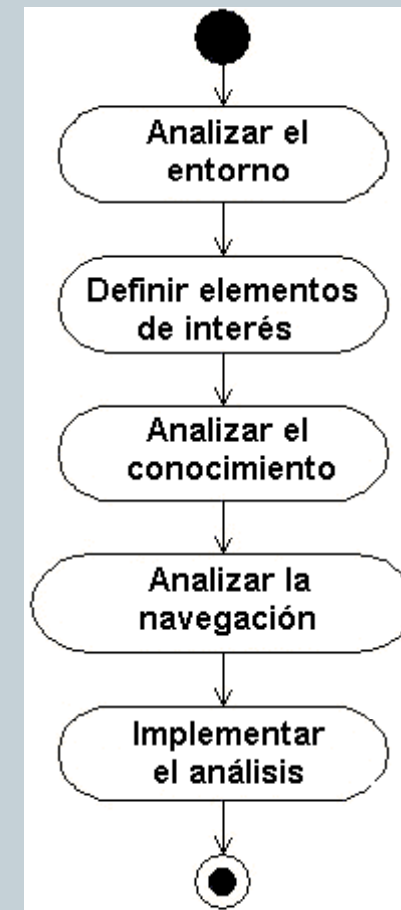 Analizar el
entorno
Definir elementos
de interés
Analizar el
conocimiento
Analizar la
navegación
Implementar
el análisis